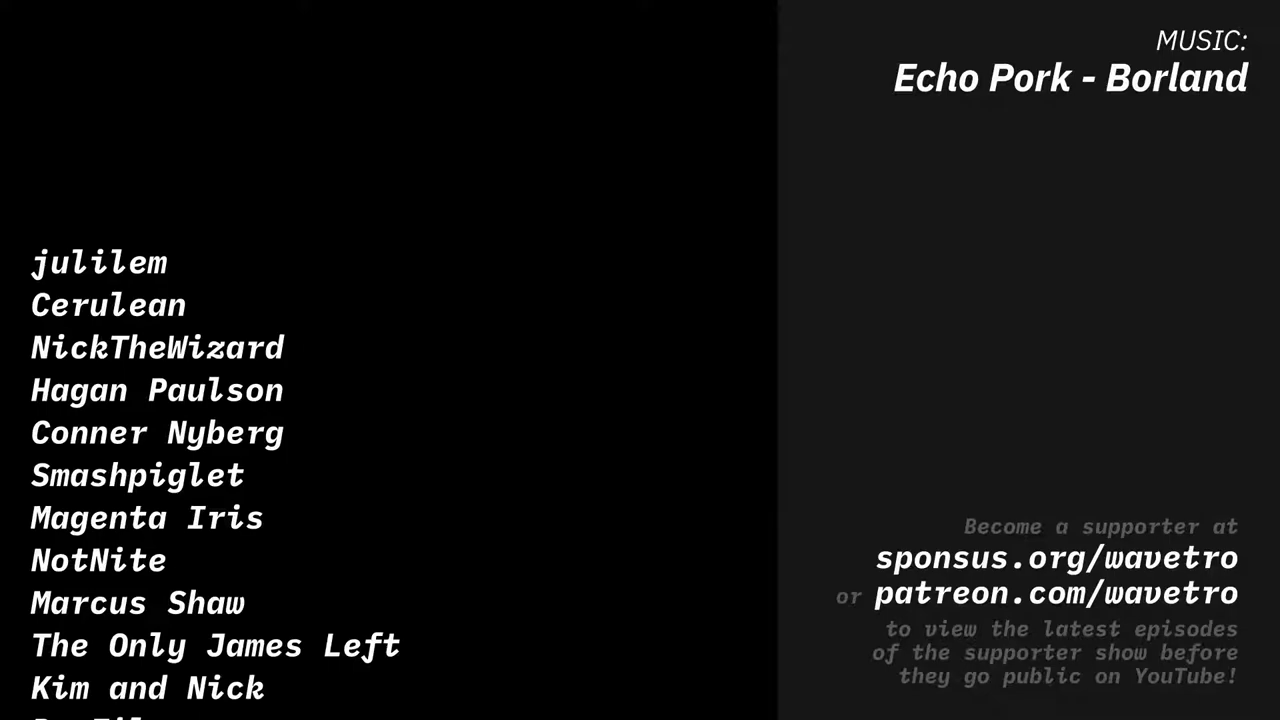 MUSIC:
Echo Pork - Borland
julilem
Cerulean
NickTheWizard
Hagan Paulson
Conner Nyberg
Smashpiglet
Magenta Iris
NotNite
Marcus Shaw
The Only James Left
Kim and Nick
Become a supporter at
sponsus.org/wavetro
or patreon.com/wavetro
to view the latest episodes
of the supporter show before
they go public on YouTube!